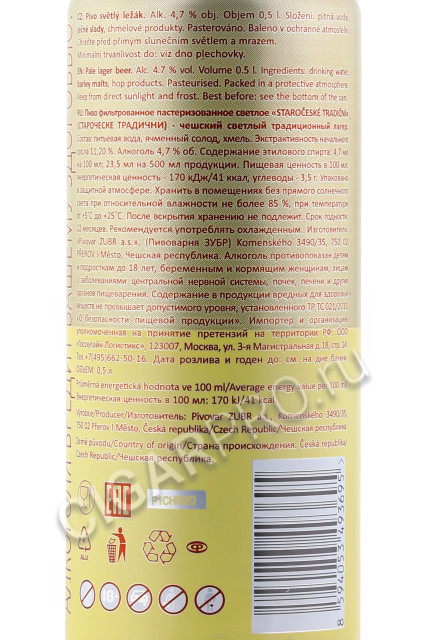 CZ: Pivo světlý ležák. Alk. 4,7 % obj. Objem 0,5 l. Složení: pitná voda,
ječné slady, chmelové produkty. Pasterováno. Baleno v ochranné atmosféře.
Chraňte před přímým slunečním světlem a mrazem.
Minimální trvanlivost do: viz dno plechovky.
EN: Pale lager beer. Alc. 4.7 % vol. Volume 0.5 l. Ingredients: drinking water,
barley malts, hop products. Pasteurised. Packed in a protective atmosphere.
keep from direct sunlight and frost. Best before: see the bottom of the can.
RU: Пиво фильтрованное пастеризованное светлое «STAROČESKÉ TRADIČNÍ»
(СТАРОЧЕСКЕ ТРАДИЧНИ) - чешский светлый традиционный лагер.
Состав: питьевая вода, ячменный солод, хмель. Экстрактивность начального
сусла 11,20 %. Алкоголь 4,7% об. Содержание этилового спирта: 4,7 мл
на 100 мл; 23,5 мл на 500 мл продукции. Пищевая ценность в 100 мл:
энергетическая ценность - 170 кДж/41 ккал, углеводы - 3,5 г. Упаковано
в защитной атмосфере. Хранить в помещениях без прямого солнечного
света при относительной влажности не более 85 %, при температуре
от +5°C до +25°C. После вскрытия хранению не подлежит. Срок годности:
12 месяцев. Рекомендуется употреблять охлажденным. Изготовитель:
«Pivovar ZUBR a.s.». (Пивоварня ЗУБР) Komenského 3490/35, 750 02
PŘEROV I-Město, Чешская республика. Алкоголь противопоказан детям
и подросткам до 18 лет, беременным и кормящим женщинам, лицам
с заболеваниями центральной нервной системы, почек, печени и других
органов пищеварения. Содержание в продукции вредных для здоровья
веществ не превышает допустимого уровня, установленного ТР ТС 021/2011
«О безопасности пищевой продукции». Импортер и организация,
уполномоченная на принятие претензий на территории РФ: ООО
Логистикс», 123007, Москва, ул. 3-я Магистральная д.18, стр.
Тел.+7(495)662-50-16. Дата розлива и годен до: см. на дне банки.
ОБЪЕМ: 0,5 л
Průměrná energetická hodnota ve 100 ml/Average energy value per 100 ml
Энергетическая ценность в 100 мл: 170 kJ/41 kcal
Výrobce/Producer/Изготовитель: Pivovar ZUBR a.s., Komenského 3490/35,
750 02 Přerov I - Město, Česká republika/Czech Republic/Чешская республика
Země původu/Country of origin/Страна происхождения: Česká republika/
Czech Republic/Чешская республика.
EAC
ALU
18+
8 594053 493695
CIGARPRO.RU